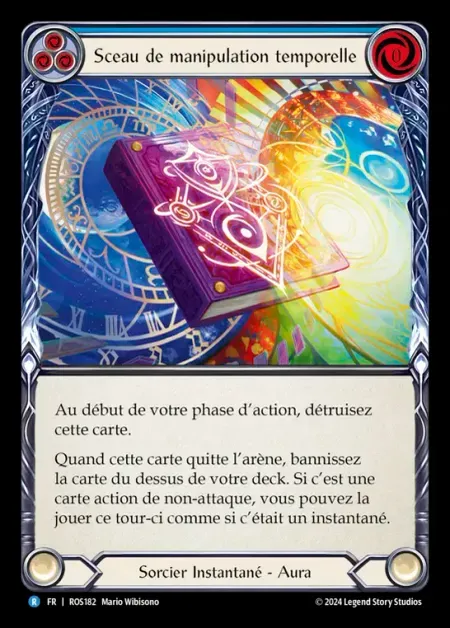 Sceau de manipulation temporelle
0
Au début de votre phase d'action, détruisez
cette carte.
Quand cette carte quitte l'arène, bannissez
la carte du dessus de votre deck. Si c'est une
carte action de non-attaque, vous pouvez la
jouer ce tour-ci comme si c'était un instantané.
Sorcier Instantané - Aura
R FR | ROS182 Mario Wibisono
© 2024 Legend Story Studios